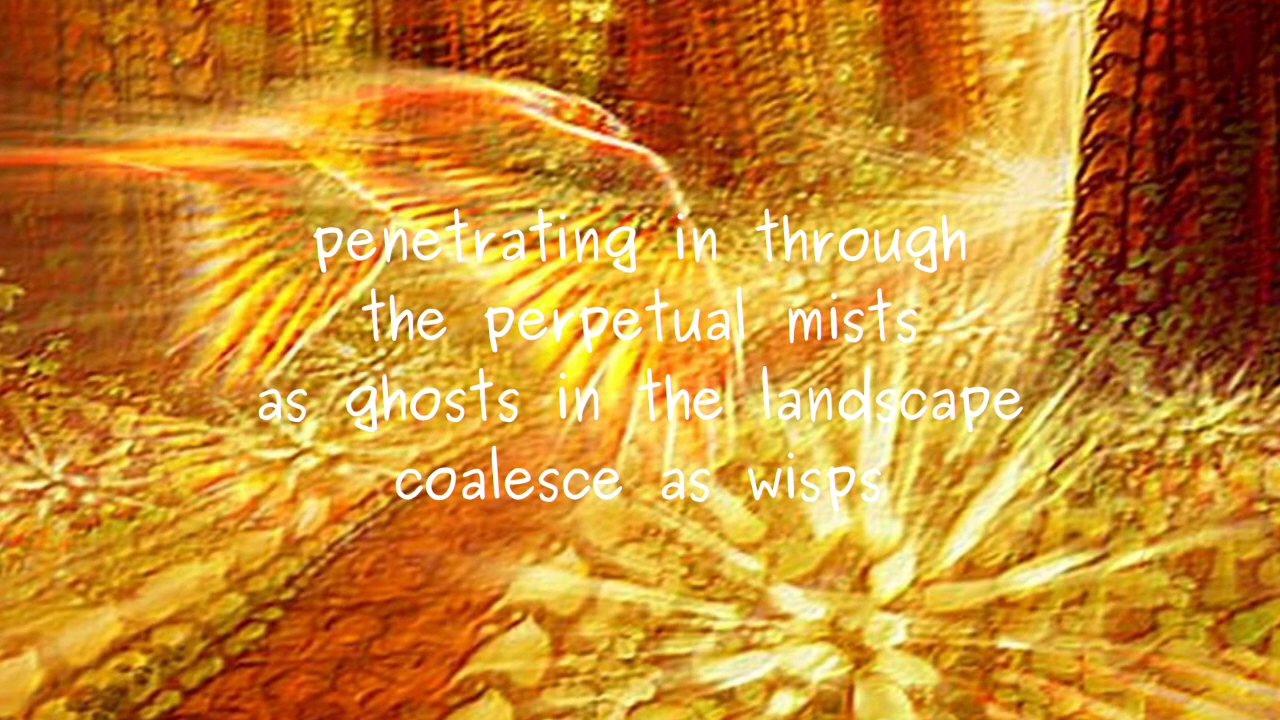 penetrating in through
the perpetual mists
as ghosts in the landscape
coalesce as wisps